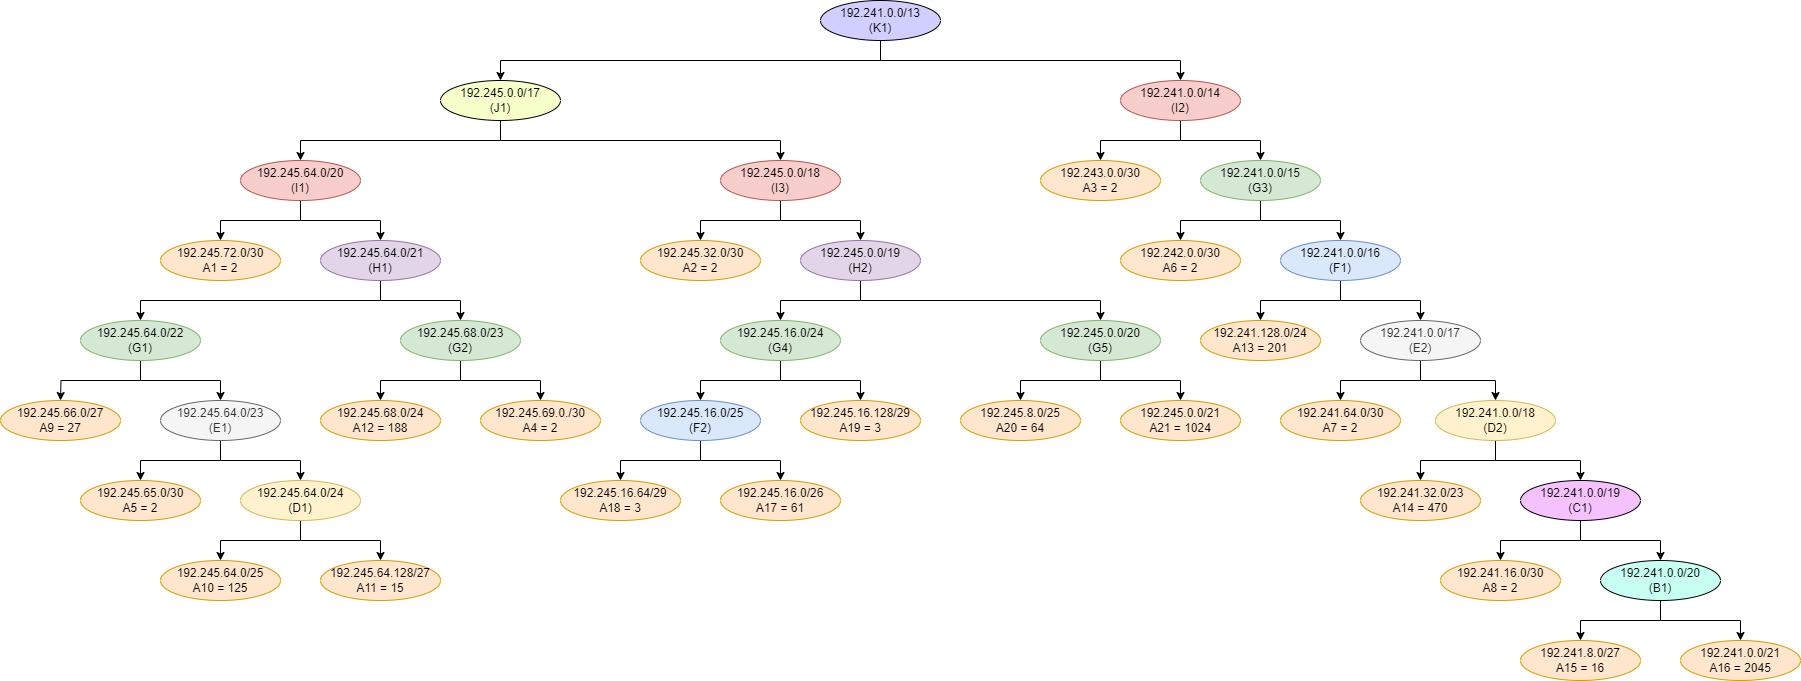 192.241.0.0/13
(K1)
192.245.0.0/17
(J1)
192.241.0.0/14
(I2)
192.245.64.0/20
(I1)
192.245.0.0/18
(I3)
192.243.0.0/30
A3 = 2
192.241.0.0/15
(G3)
192.245.72.0/30
A1 = 2
192.245.64.0/21
(H1)
192.245.32.0/30
A2 = 2
192.245.0.0/19
(H2)
192.242.0.0/30
A6 = 2
192.241.0.0/16
(F1)
192.245.64.0/22
(G1)
192.245.68.0/23
(G2)
192.245.16.0/24
(G4)
192.245.0.0/20
(G5)
192.241.128.0/24
A13 = 201
192.241.0.0/17
(E2)
192.245.66.0/27
A9 = 27
192.245.64.0/23
(E1)
192.245.68.0/24
A12 = 188
192.245.69.0./30
A4 = 2
192.245.16.0/25
(F2)
192.245.16.128/29
A19 = 3
192.245.8.0/25
A20 = 64
192.245.0.0/21
A21 = 1024
192.241.64.0/30
A7 = 2
192.241.0.0/18
(D2)
192.245.65.0/30
A5 = 2
192.245.64.0/24
(D1)
192.245.16.64/29
A18 = 3
192.245.16.0/26
A17 = 61
192.241.32.0/23
A14 = 470
192.241.0.0/19
(C1)
192.245.64.0/25
A10 = 125
192.245.64.128/27
A11 = 15
192.241.16.0/30
A8 = 2
192.241.0.0/20
(B1)
192.241.8.0/27
A15 = 16
192.241.0.0/21
A16 = 2045